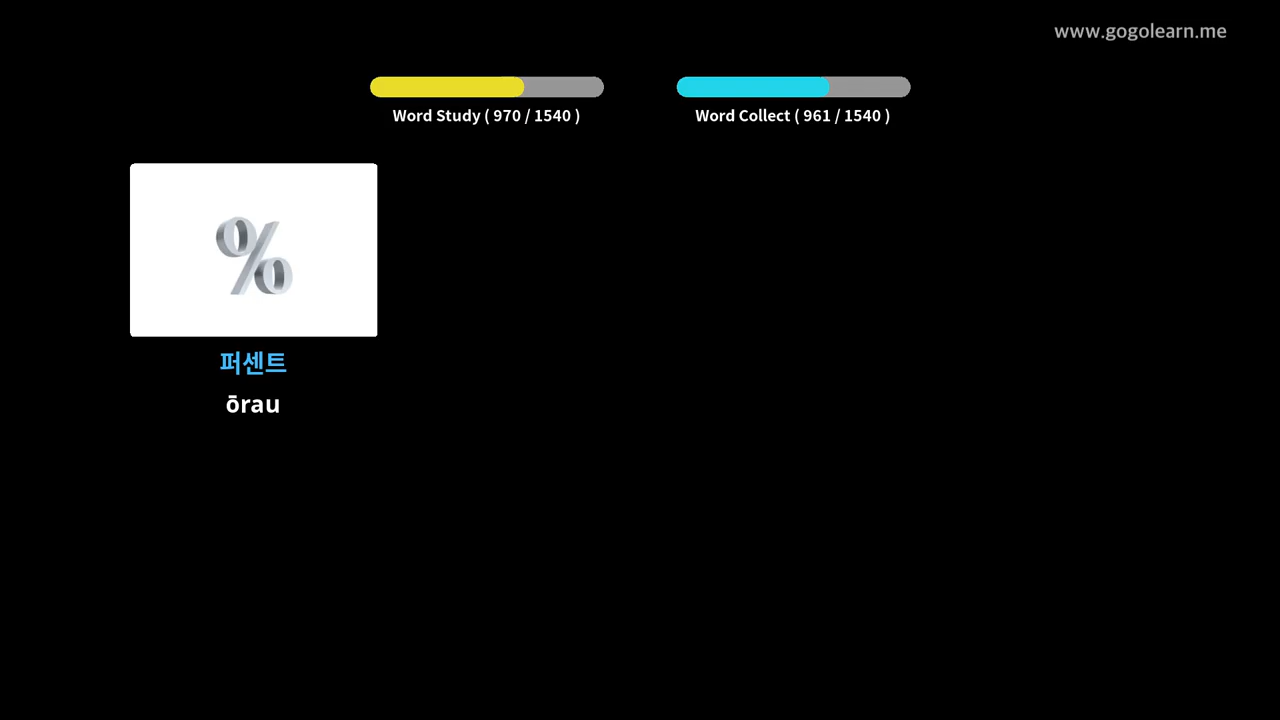 www.gogolearn.me
Word Study ( 970 / 1540 )
Word Collect ( 961 / 1540 )
%
퍼센트
ōrau